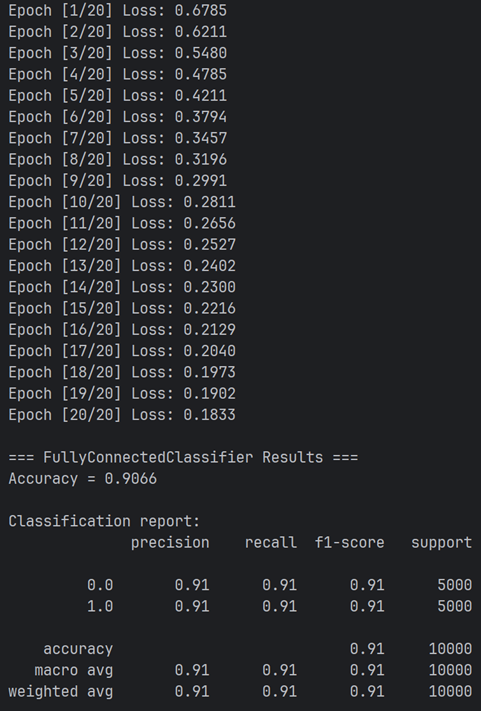 Epoch [1/20] Loss: 0.6785
Epoch [2/20] Loss: 0.6211
Epoch [3/20] Loss: 0.5480
Epoch [4/20] Loss: 0.4785
Epoch [5/20] Loss: 0.4211
Epoch [6/20] Loss: 0.3794
Epoch [7/20] Loss: 0.3457
Epoch [8/20] Loss: 0.3196
Epoch [9/20] Loss: 0.2991
Epoch [10/20] Loss: 0.2811
Epoch [11/20] Loss: 0.2656
Epoch [12/20] Loss: 0.2527
Epoch [13/20] Loss: 0.2402
Epoch [14/20] Loss: 0.2300
Epoch [15/20] Loss: 0.2216
Epoch [16/20] Loss: 0.2129
Epoch [17/20] Loss: 0.2040
Epoch [18/20] Loss: 0.1973
Epoch [19/20] Loss: 0.1902
Epoch [20/20] Loss: 0.1833
=== FullyConnectedClassifier Results ===
Accuracy = 0.9066
Classification report:
precision recall f1-score support
0.0 0.91 0.91 0.91 5000
1.0 0.91 0.91 0.91 5000
accuracy 0.91 10000
macro avg 0.91 0.91 0.91 10000
weighted avg 0.91 0.91 0.91 10000